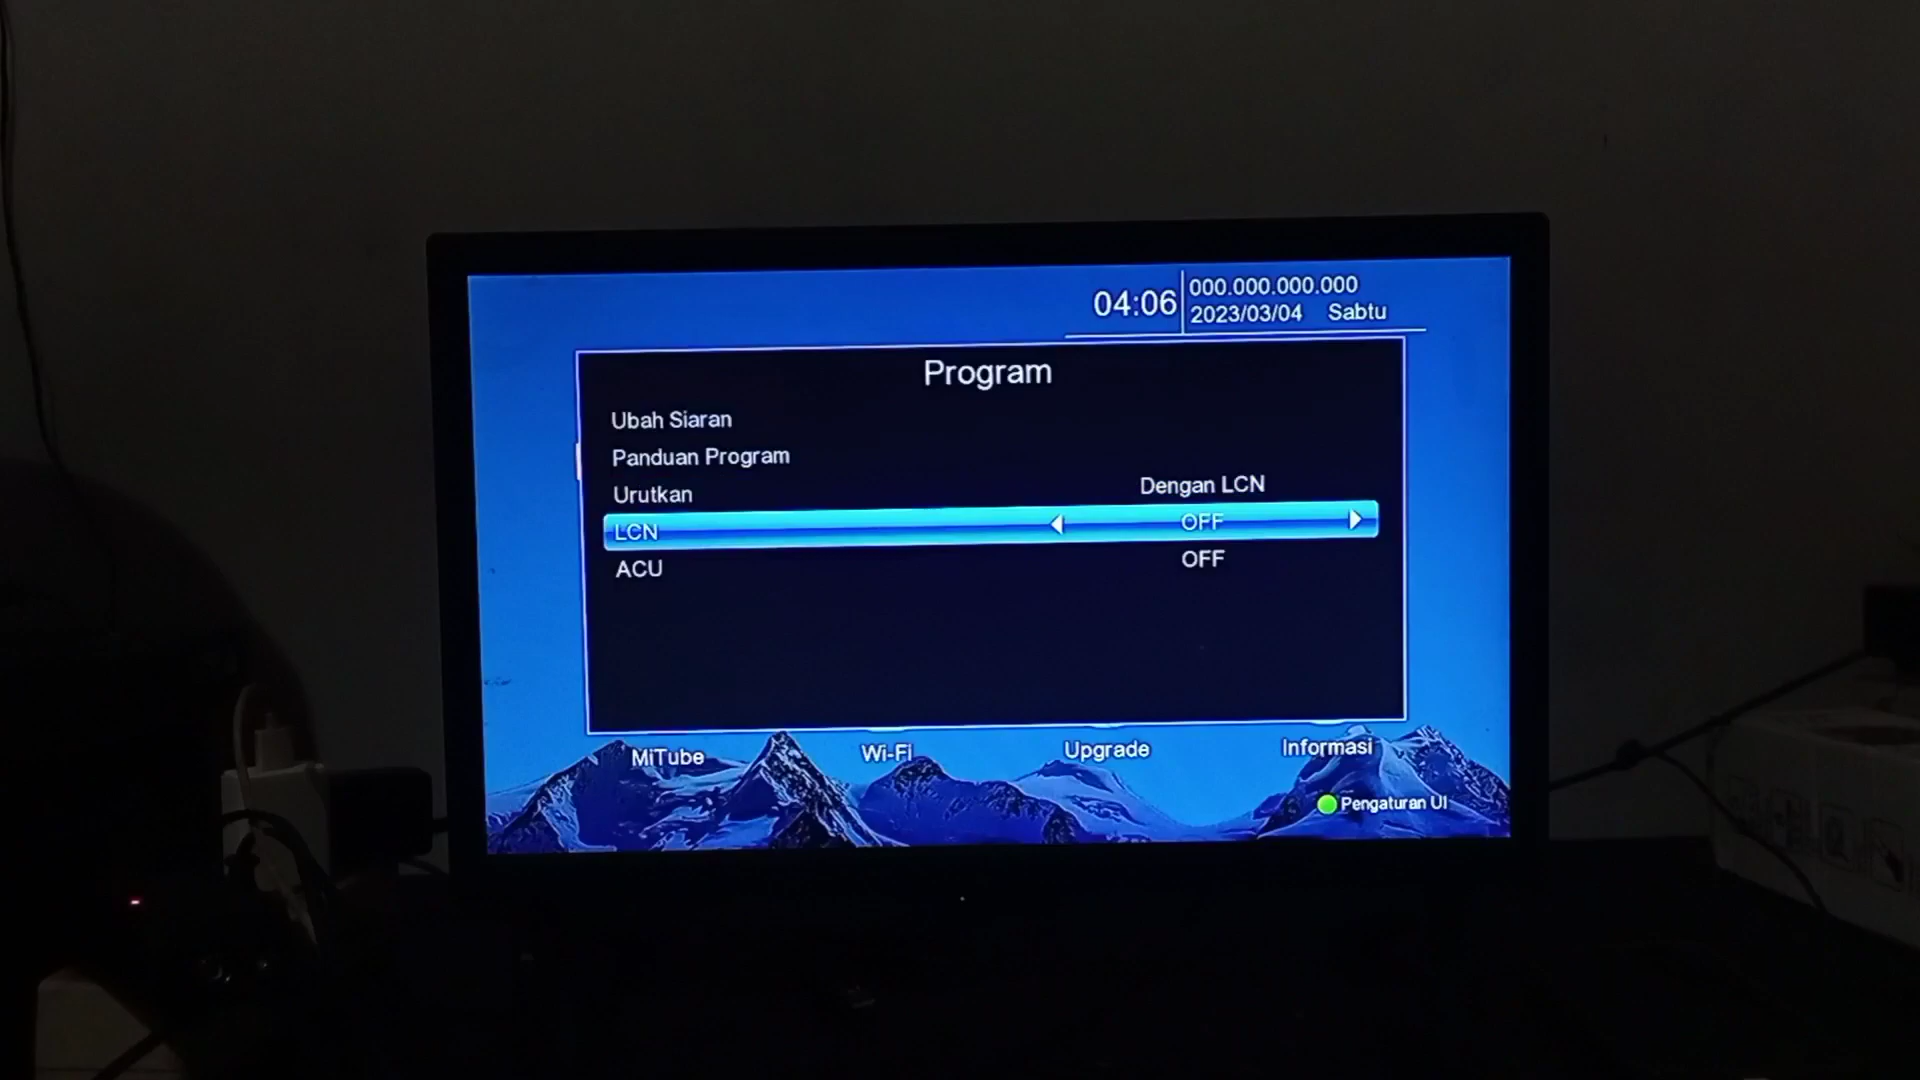 04:06
000.000.000.000
2023/03/04 Sabtu
Program
Ubah Siaran
Panduan Program
Urutkan Dengan LCN
LCN OFF
ACU OFF
MiTube Wi-Fi Upgrade Informasi
Pengaturan UI